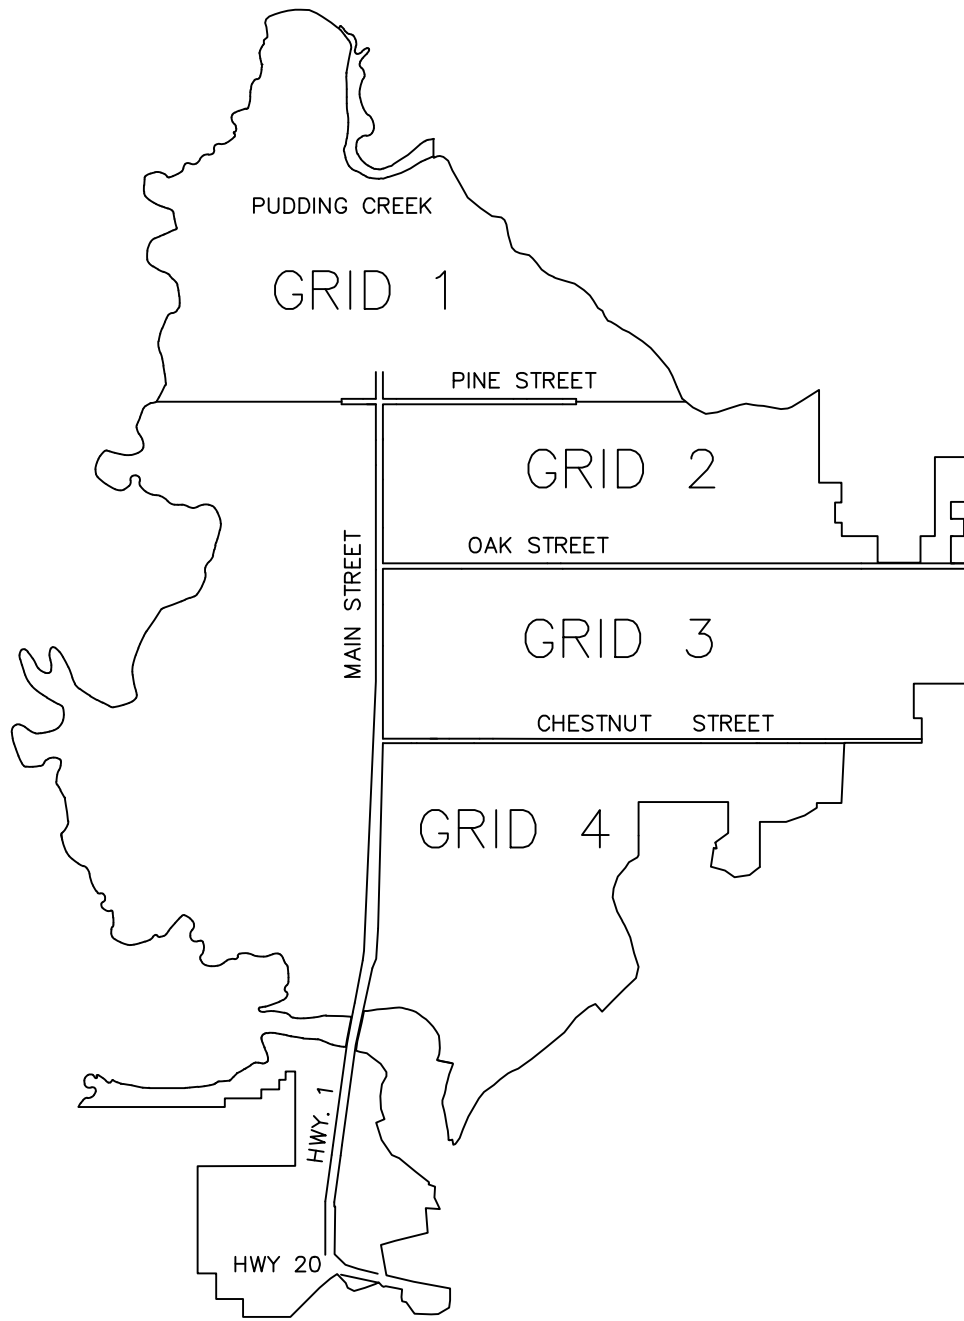 PUDDING CREEK
GRID 1
PINE STREET
GRID 2
OAK STREET
MAIN STREET
GRID 3
CHESTNUT STREET
GRID 4
HWY. 1
HWY 20